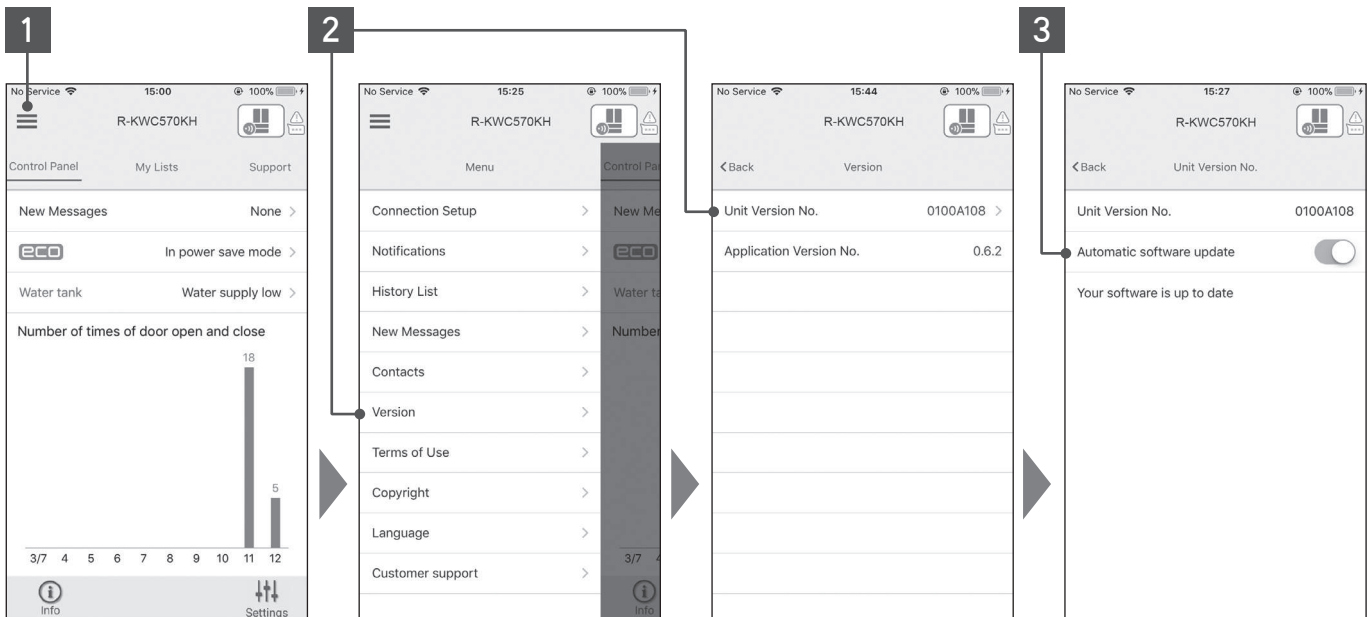 1
2
3
No Service 15:00 100%
R-KWC570KH
Control Panel My Lists Support
New Messages None >
eco In power save mode >
Water tank Water supply low >
Number of times of door open and close
18
5
3/7 4 5 6 7 8 9 10 11 12
Info Settings
No Service 15:25 100%
R-KWC570KH
Menu
Control Pa
Connection Setup >
New Me
Notifications >
eco
History List >
Water ta
New Messages >
Number
Contacts >
Version >
Terms of Use >
Copyright >
Language >
3/7 4
Customer support >
Info
No Service 15:44 100%
R-KWC570KH
<Back Version
Unit Version No. 0100A108 >
Application Version No. 0.6.2
No Service 15:27 100%
R-KWC570KH
<Back Unit Version No.
Unit Version No. 0100A108
Automatic software update
Your software is up to date